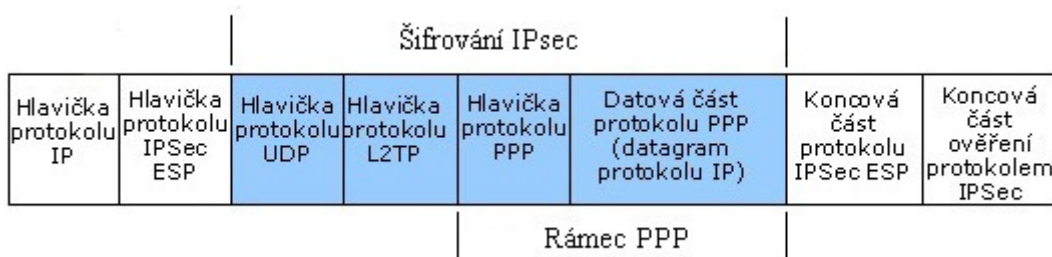 Šifrování IPsec
Hlavička
protokolu
IP
Hlavička
protokolu
IPSec
ESP
Hlavička
protokolu
UDP
Hlavička
protokolu
L2TP
Hlavička
protokolu
PPP
Datová část
protokolu PPP
(datagram
protokolu IP)
Koncová
část
protokolu
IPSec ESP
Koncová
část
ověření
protokolem
IPSec
Rámec PPP